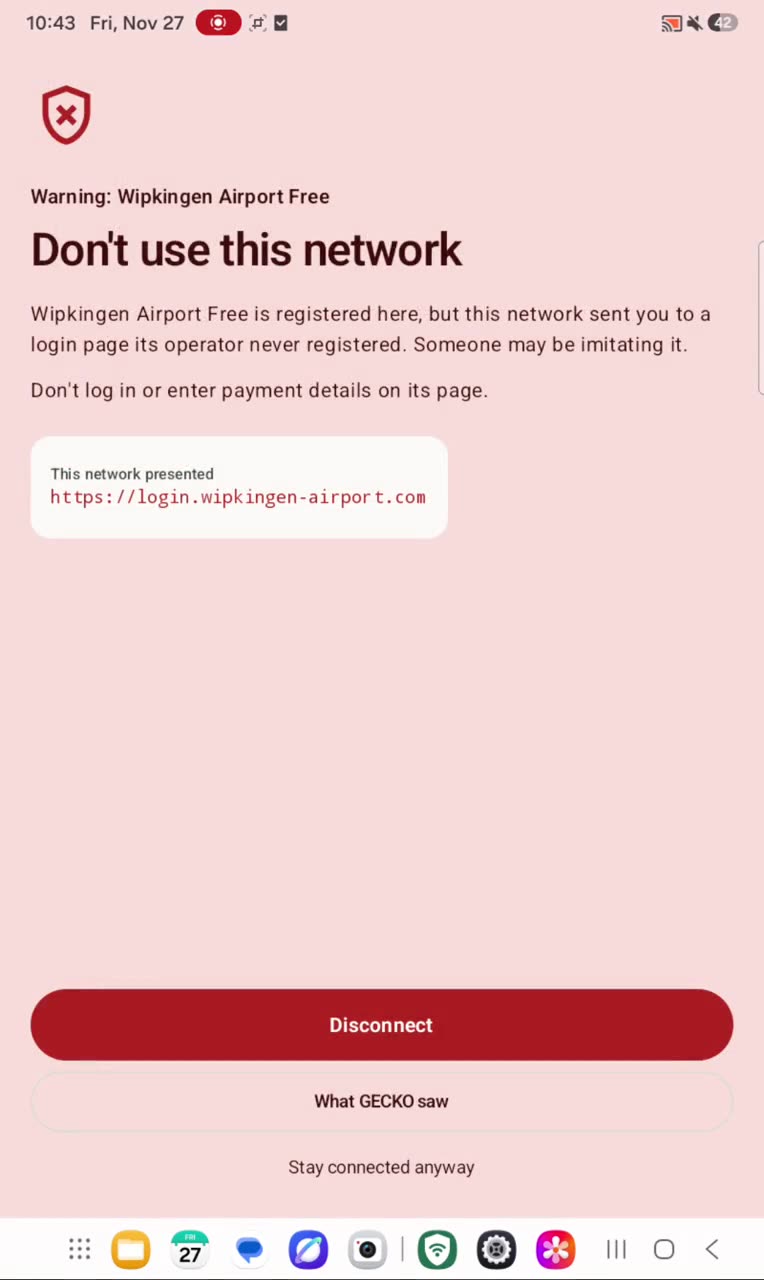 10:43 Fri, Nov 27
42
Warning: Wipkingen Airport Free
Don't use this network
Wipkingen Airport Free is registered here, but this network sent you to a
login page its operator never registered. Someone may be imitating it.
Don't log in or enter payment details on its page.
This network presented
https://login.wipkingen-airport.com
Disconnect
What GECKO saw
Stay connected anyway
FRI
27